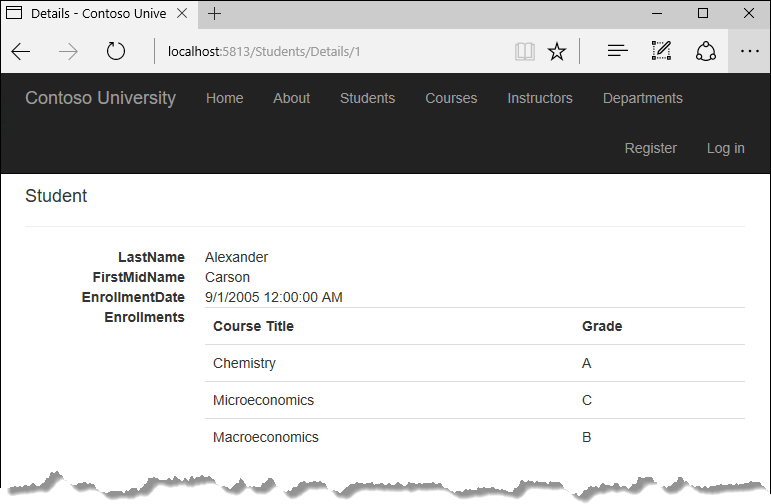 Details - Contoso Unive
localhost:5813/Students/Details/1
Contoso University Home About Students Courses Instructors Departments
Register Log in
Student
LastName Alexander
FirstMidName Carson
EnrollmentDate 9/1/2005 12:00:00 AM
Enrollments
Course Title Grade
Chemistry A
Microeconomics C
Macroeconomics B